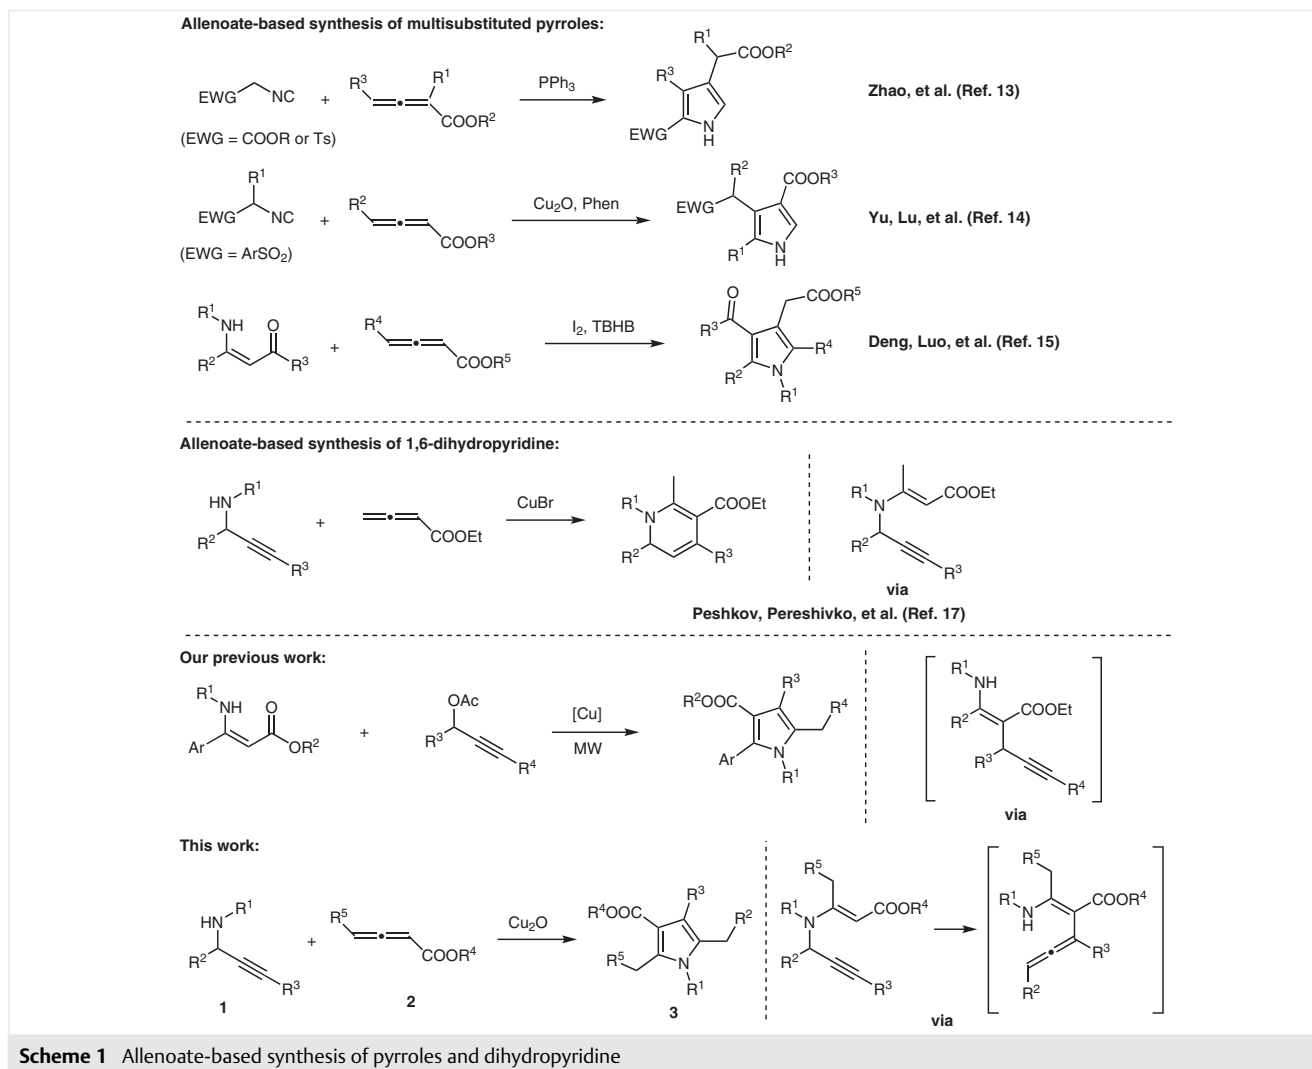 Allenoate-based synthesis of multisubstituted pyrroles:
EWG NC + R³ R¹ COOR² PPh₃ R¹ COOR² R³ EWG N H Zhao, et al. (Ref. 13)
(EWG = COOR or Ts)
R¹ EWG NC + R² COOR³ Cu₂O, Phen R² COOR³ EWG R¹ N H Yu, Lu, et al. (Ref. 14)
(EWG = ArSO₂)
R¹ NH O R² R³ + R⁴ COOR⁵ I₂, TBHB O COOR⁵ R³ R⁴ R² N R¹ Deng, Luo, et al. (Ref. 15)
Allenoate-based synthesis of 1,6-dihydropyridine:
HN R¹ R² R³ + COOEt CuBr R¹ N COOEt R² R³ R¹ N COOEt R² R³
via
Peshkov, Pereshivko, et al. (Ref. 17)
Our previous work:
R¹ NH O Ar OR² + OAc R³ R⁴ [Cu] MW R²OOC R³ R⁴ Ar N R¹ R¹ NH COOEt R² R³ R⁴
via
This work:
HN R¹ R² R³ + R⁵ COOR⁴ Cu₂O R⁴OOC R³ R² R⁵ N R¹ R⁵ R¹ N COOR⁴ R² R³ R⁵ R¹ N H COOR⁴ R³ R²
1 2 3 via
Scheme 1 Allenoate-based synthesis of pyrroles and dihydropyridine